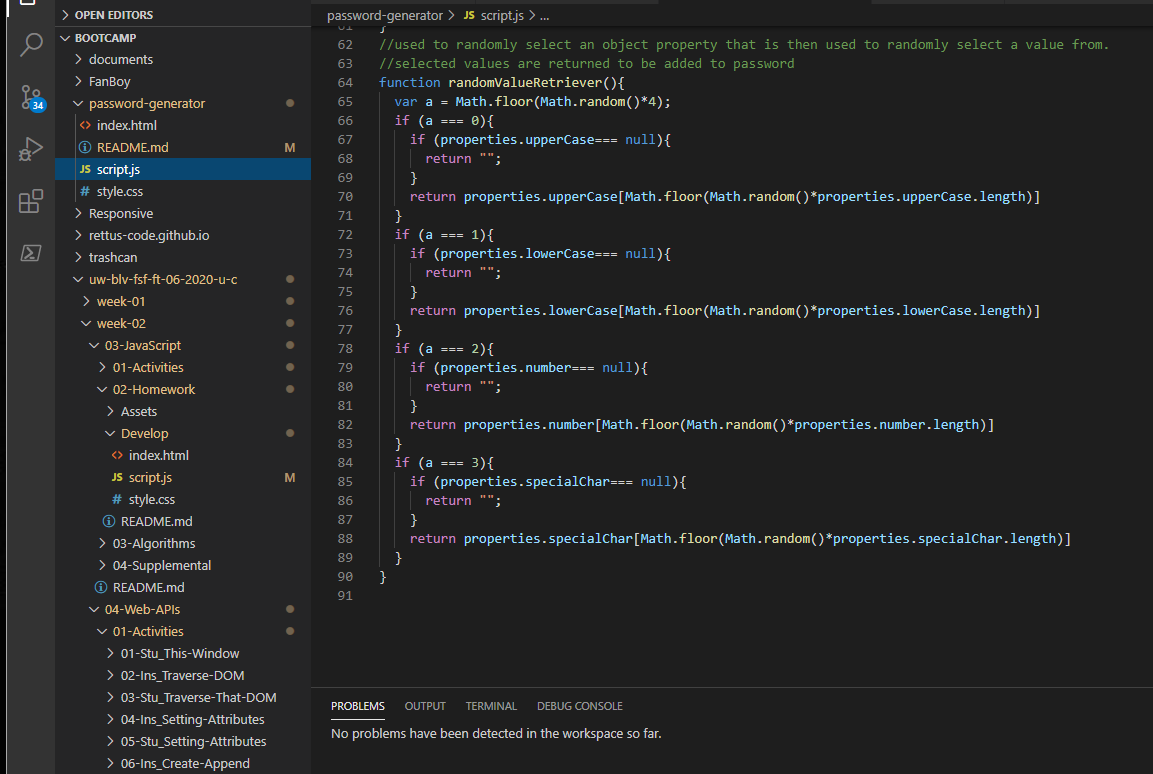 OPEN EDITORS
BOOTCAMP
documents
FanBoy
password-generator
index.html
README.md M
JS script.js
# style.css
Responsive
rettus-code.github.io
trashcan
uw-blv-fsf-ft-06-2020-u-c
week-01
week-02
03-JavaScript
01-Activities
02-Homework
Assets
Develop
index.html
JS script.js M
# style.css
README.md
03-Algorithms
04-Supplemental
README.md
04-Web-APIs
01-Activities
01-Stu_This-Window
02-Ins_Traverse-DOM
03-Stu_Traverse-That-DOM
04-Ins_Setting-Attributes
05-Stu_Setting-Attributes
06-Ins_Create-Append
34
password-generator > JS script.js > ...
61 }
62 //used to randomly select an object property that is then used to randomly select a value from.
63 //selected values are returned to be added to password
64 function randomValueRetriever(){
65 var a = Math.floor(Math.random()*4);
66 if (a === 0){
67 if (properties.upperCase=== null){
68 return "";
69 }
70 return properties.upperCase[Math.floor(Math.random()*properties.upperCase.length)]
71 }
72 if (a === 1){
73 if (properties.lowerCase=== null){
74 return "";
75 }
76 return properties.lowerCase[Math.floor(Math.random()*properties.lowerCase.length)]
77 }
78 if (a === 2){
79 if (properties.number=== null){
80 return "";
81 }
82 return properties.number[Math.floor(Math.random()*properties.number.length)]
83 }
84 if (a === 3){
85 if (properties.specialChar=== null){
86 return "";
87 }
88 return properties.specialChar[Math.floor(Math.random()*properties.specialChar.length)]
89 }
90 }
91
PROBLEMS OUTPUT TERMINAL DEBUG CONSOLE
No problems have been detected in the workspace so far.